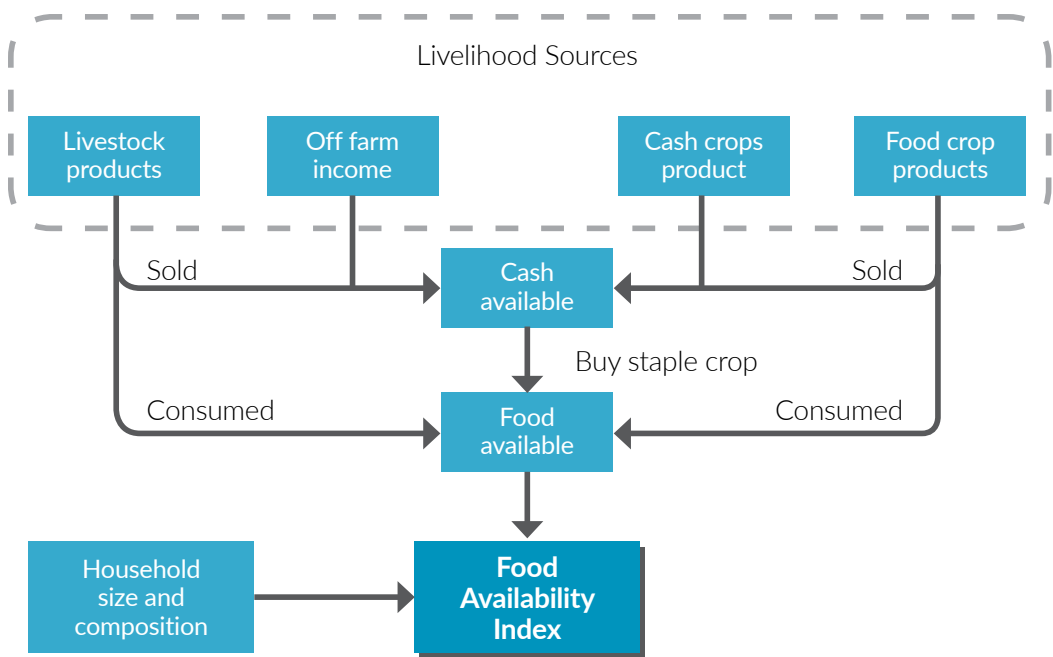 Livelihood Sources
Livestock
products
Off farm
income
Cash crops
product
Food crop
products
Sold
Cash
available
Sold
Buy staple crop
Consumed
Food
available
Consumed
Household
size and
composition
Food
Availability
Index